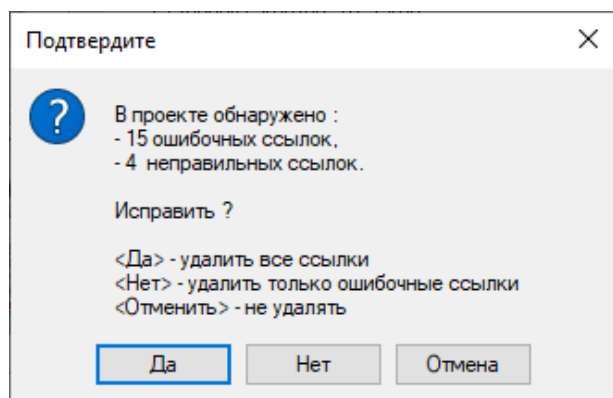 Подтвердите
В проекте обнаружено :
- 15 ошибочных ссылок,
- 4 неправильных ссылок.
Исправить ?
<Да> - удалить все ссылки
<Нет> - удалить только ошибочные ссылки
<Отменить> - не удалять
Да
Нет
Отмена